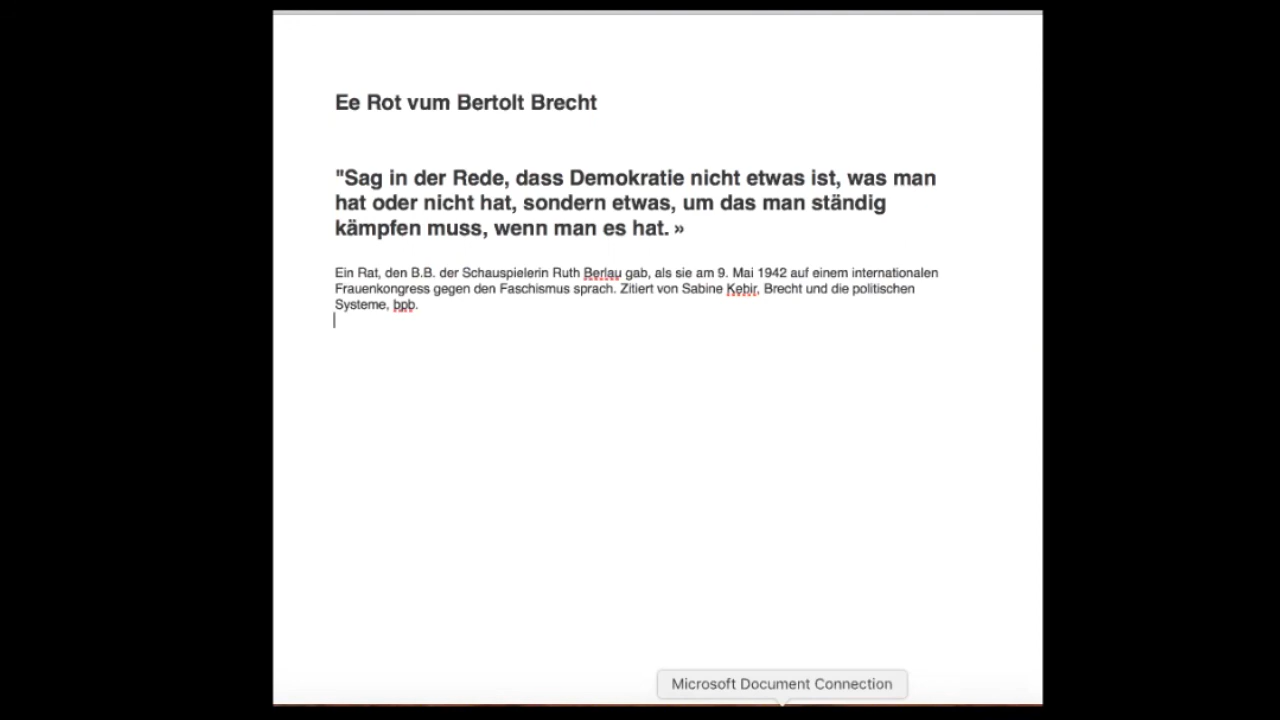 Ee Rot vum Bertolt Brecht
"Sag in der Rede, dass Demokratie nicht etwas ist, was man
hat oder nicht hat, sondern etwas, um das man ständig
kämpfen muss, wenn man es hat. »
Ein Rat, den B.B. der Schauspielerin Ruth Berlau gab, als sie am 9. Mai 1942 auf einem internationalen
Frauenkongress gegen den Faschismus sprach. Zitiert von Sabine Kebir, Brecht und die politischen
Systeme, bpb.
Microsoft Document Connection